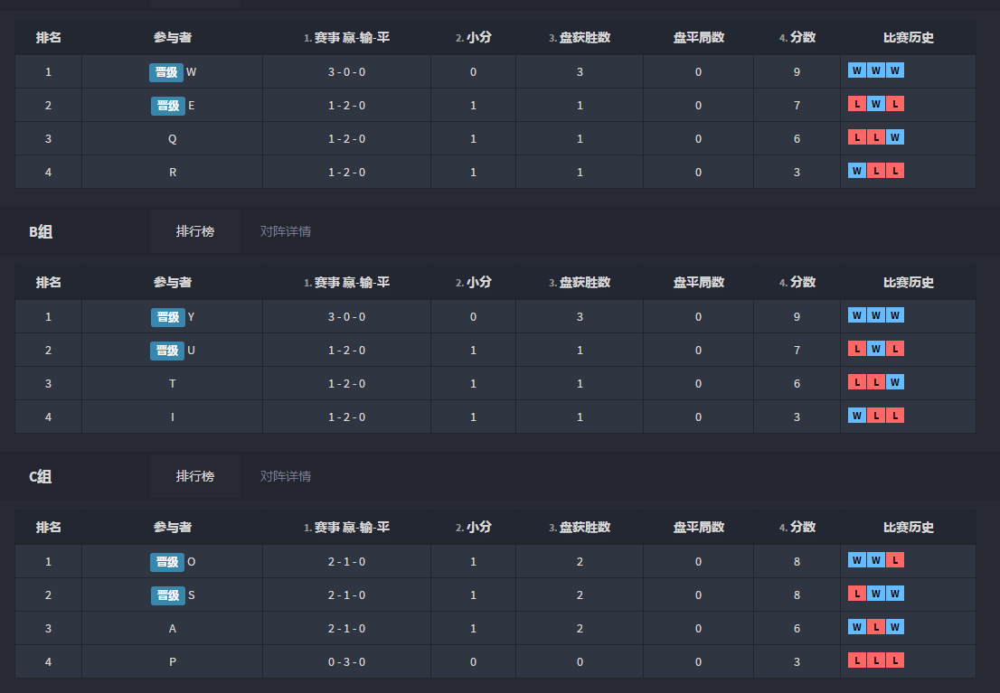 排名 参与者 1. 赛事 赢-输-平 2. 小分 3. 盘获胜数 盘平局数 4. 分数 比赛历史
1 晋级 W 3 - 0 - 0 0 3 0 9 W W W
2 晋级 E 1 - 2 - 0 1 1 0 7 L W L
3 Q 1 - 2 - 0 1 1 0 6 L L W
4 R 1 - 2 - 0 1 1 0 3 W L L
B组 排行榜 对阵详情
排名 参与者 1. 赛事 赢-输-平 2. 小分 3. 盘获胜数 盘平局数 4. 分数 比赛历史
1 晋级 Y 3 - 0 - 0 0 3 0 9 W W W
2 晋级 U 1 - 2 - 0 1 1 0 7 L W L
3 T 1 - 2 - 0 1 1 0 6 L L W
4 I 1 - 2 - 0 1 1 0 3 W L L
C组 排行榜 对阵详情
排名 参与者 1. 赛事 赢-输-平 2. 小分 3. 盘获胜数 盘平局数 4. 分数 比赛历史
1 晋级 O 2 - 1 - 0 1 2 0 8 W W L
2 晋级 S 2 - 1 - 0 1 2 0 8 L W W
3 A 2 - 1 - 0 1 2 0 6 W L W
4 P 0 - 3 - 0 0 0 0 3 L L L